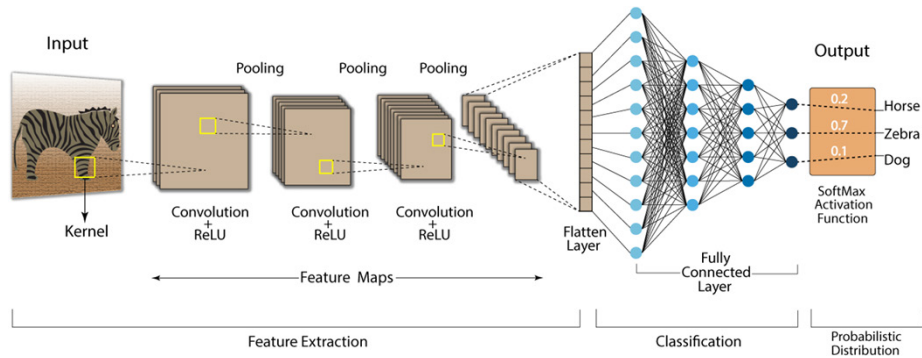 Input
Pooling
Pooling
Pooling
Output
0.2
Horse
0.7
Zebra
0.1
Dog
Kernel
Convolution
+
ReLU
Convolution
+
ReLU
Convolution
+
ReLU
Flatten
Layer
SoftMax
Activation
Function
Feature Maps
Fully
Connected
Layer
Feature Extraction
Classification
Probabilistic
Distribution